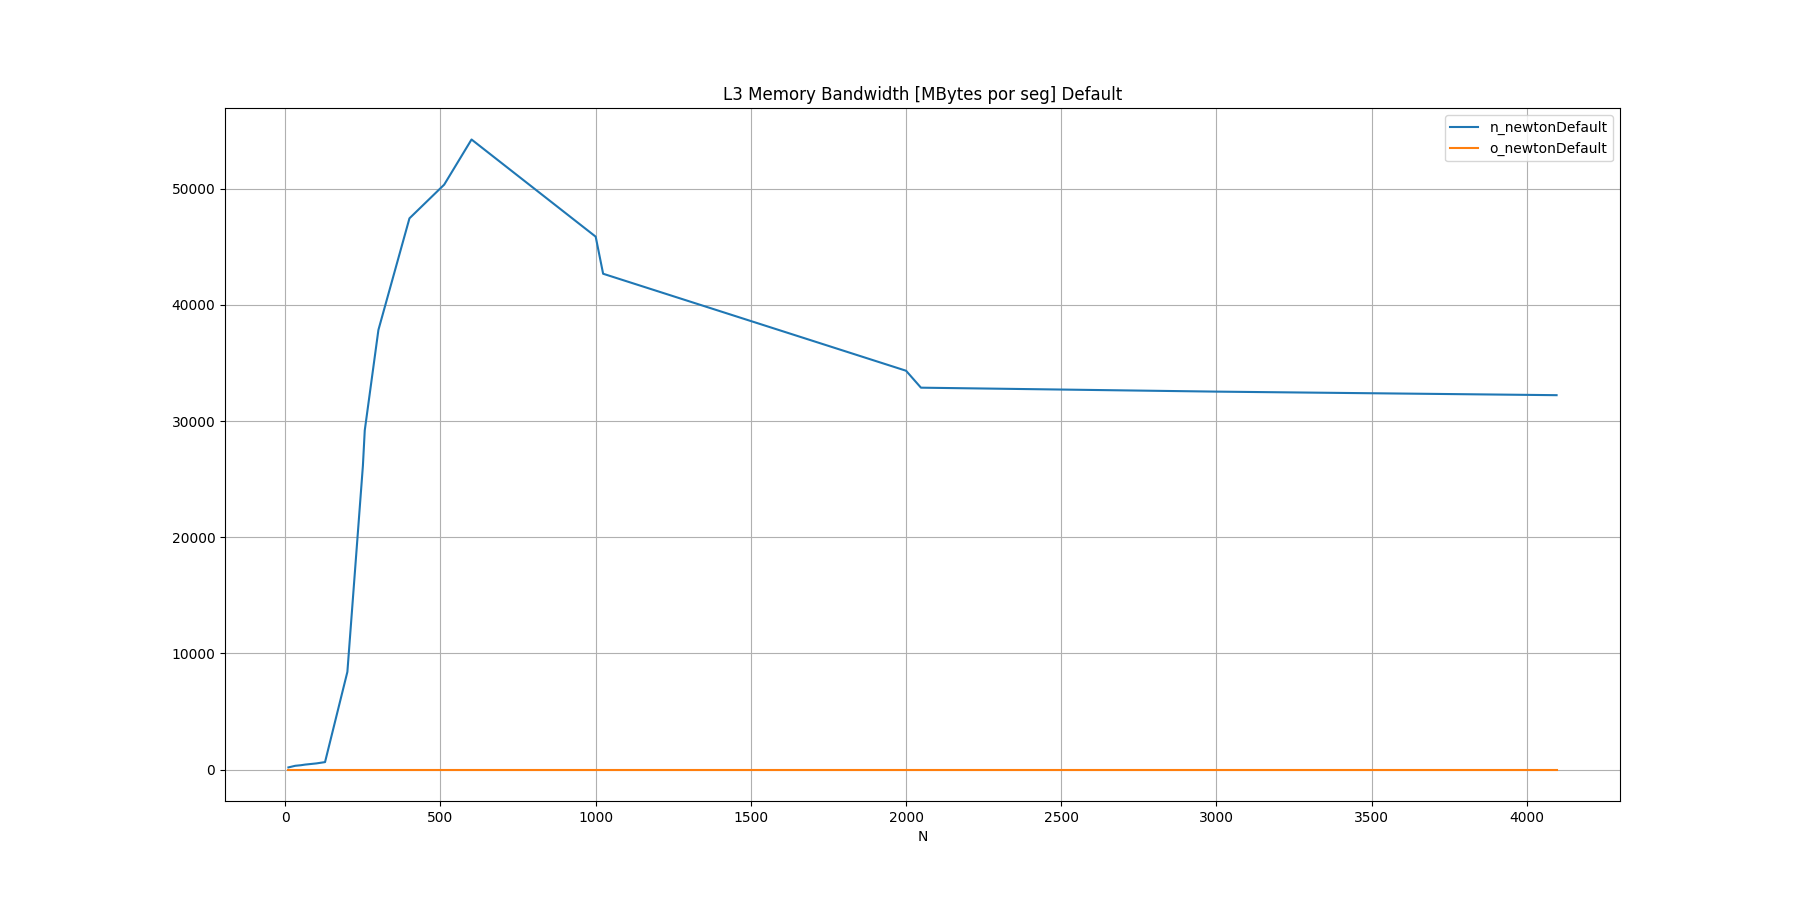 L3 Memory Bandwidth [MBytes por seg] Default
n_newtonDefault
o_newtonDefault
50000
40000
30000
20000
10000
0
0 500 1000 1500 2000 2500 3000 3500 4000
N